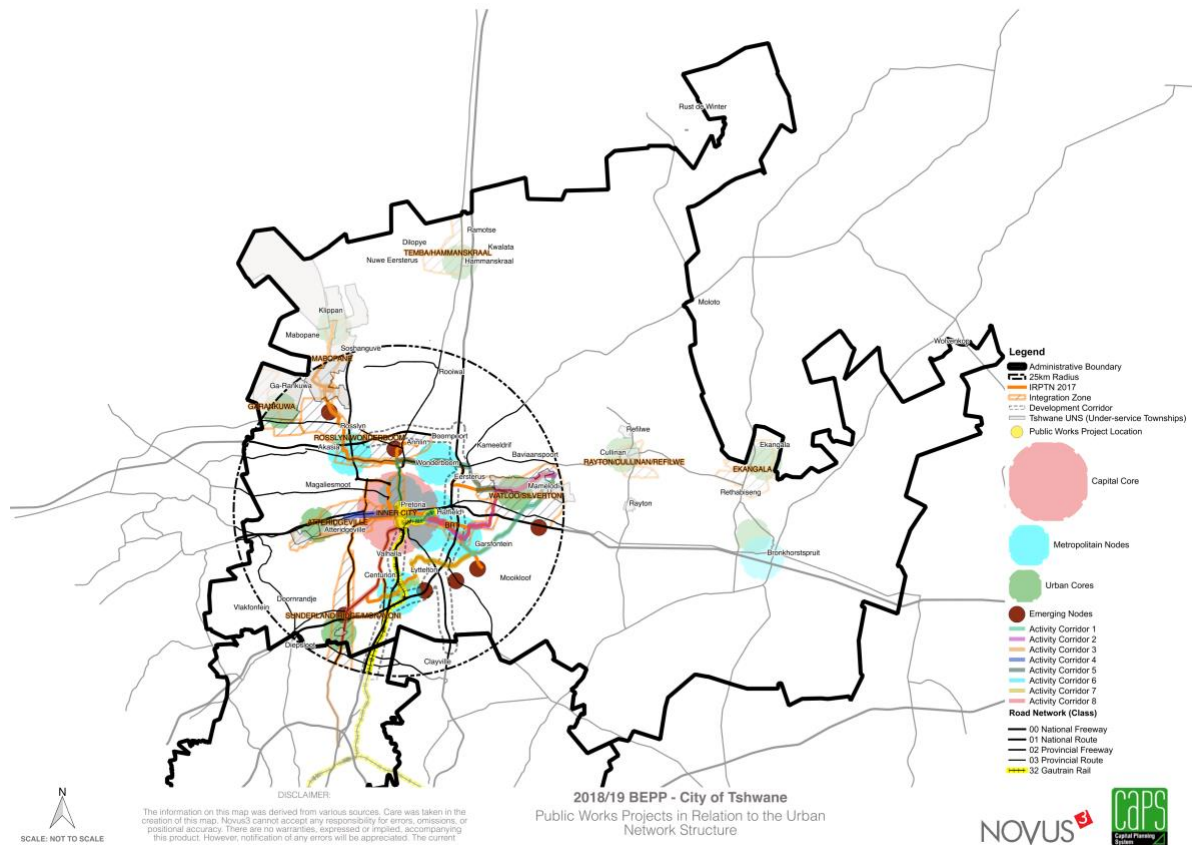 Rust de Winter
Ramotse
Dilopye
Kwalata
TEMBA/HAMMANSKRAAL
Nuwe Eersterus
Hammanskraal
Moloto
Klippan
Mabopane
Soshanguve
MABOPANE
Wolvenkop
Rooiwal
Ga-Rankuwa
GARANKUWA
Rosslyn
ROSSLYN/WONDERBOOM
Boompoort
Annlin
Akasia
Kameeldrif
Wonderboom
Baviaanspoort
Refilwe
Cullinan
RAYTON/CULLINAN/REFILWE
Ekangala
EKANGALA
Rethabiseng
Eersterus
Mamelodi
WATLOO/SILVERTON
Magaliesmoot
Pretoria
INNER CITY
Hatfield
ATTERIDGEVILLE
Atteridgeville
BRT
Rayton
Garsfontein
Valhalla
Bronkhorstspruit
Centurion
Lyttelton
Mooikloof
Doornrandje
Vlakfontein
Diepsloot
Clayville
Legend
Administrative Boundary
25km Radius
IRPTN 2017
Integration Zone
Development Corridor
Tshwane UNS (Under-service Townships)
Public Works Project Location
Capital Core
Metropolitain Nodes
Urban Cores
Emerging Nodes
Activity Corridor 1
Activity Corridor 2
Activity Corridor 3
Activity Corridor 4
Activity Corridor 5
Activity Corridor 6
Activity Corridor 7
Activity Corridor 8
Road Network (Class)
00 National Freeway
01 National Route
02 Provincial Freeway
03 Provincial Route
32 Gautrain Rail
N
SCALE: NOT TO SCALE
DISCLAIMER:
The information on this map was derived from various sources. Care was taken in the
creation of this map. Novus3 cannot accept any responsibility for errors, omissions, or
positional accuracy. There are no warranties, expressed or implied, accompanying
this product. However, notification of any errors will be appreciated. The current
2018/19 BEPP - City of Tshwane
Public Works Projects in Relation to the Urban
Network Structure
NOVUS3
CAPS
Capital Planning
System